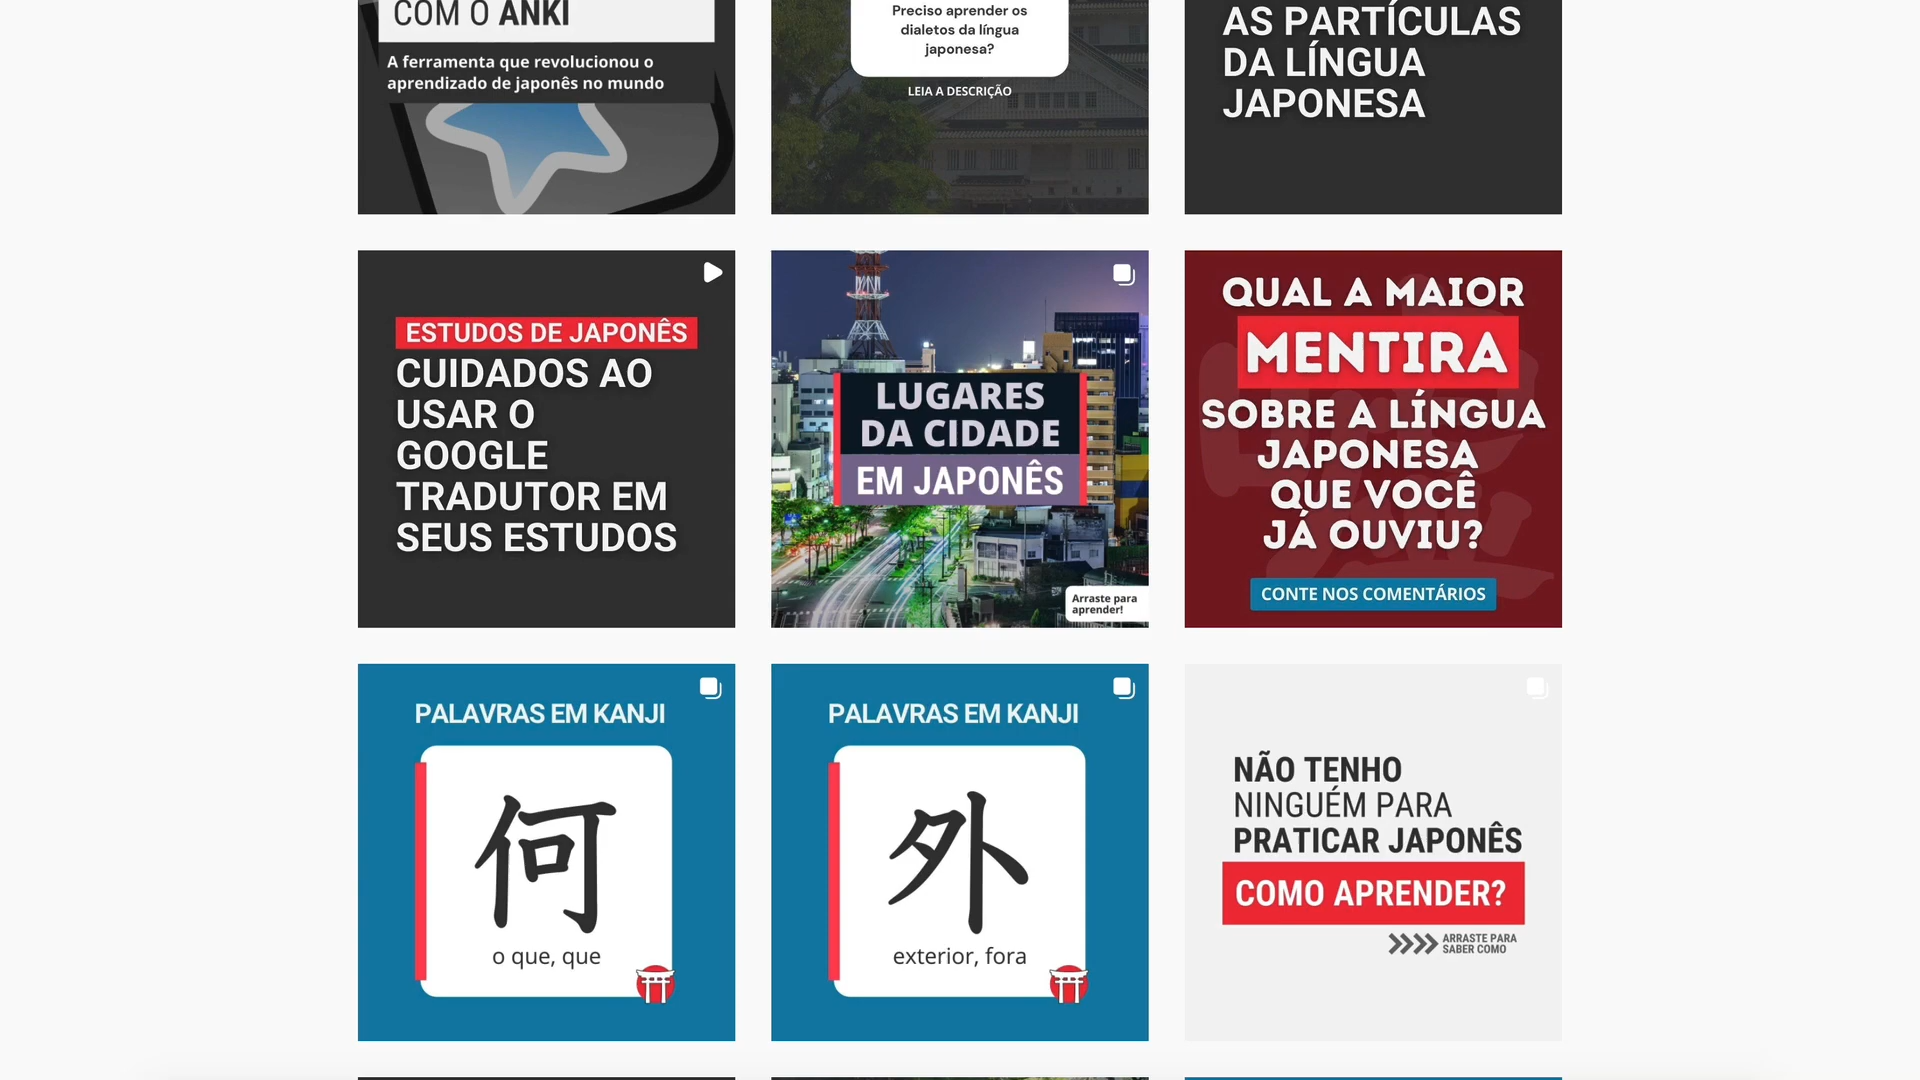 COM O ANKI
A ferramenta que revolucionou o
aprendizado de japonês no mundo
Preciso aprender os
dialetos da língua
japonesa?
LEIA A DESCRIÇÃO
AS PARTÍCULAS
DA LÍNGUA
JAPONESA
ESTUDOS DE JAPONÊS
CUIDADOS AO
USAR O
GOOGLE
TRADUTOR EM
SEUS ESTUDOS
LUGARES
DA CIDADE
EM JAPONÊS
Arraste para
aprender!
QUAL A MAIOR
MENTIRA
SOBRE A LÍNGUA
JAPONESA
QUE VOCÊ
JÁ OUVIU?
CONTE NOS COMENTÁRIOS
PALAVRAS EM KANJI
何
o que, que
PALAVRAS EM KANJI
外
exterior, fora
NÃO TENHO
NINGUÉM PARA
PRATICAR JAPONÊS
COMO APRENDER?
ARRASTE PARA
SABER COMO